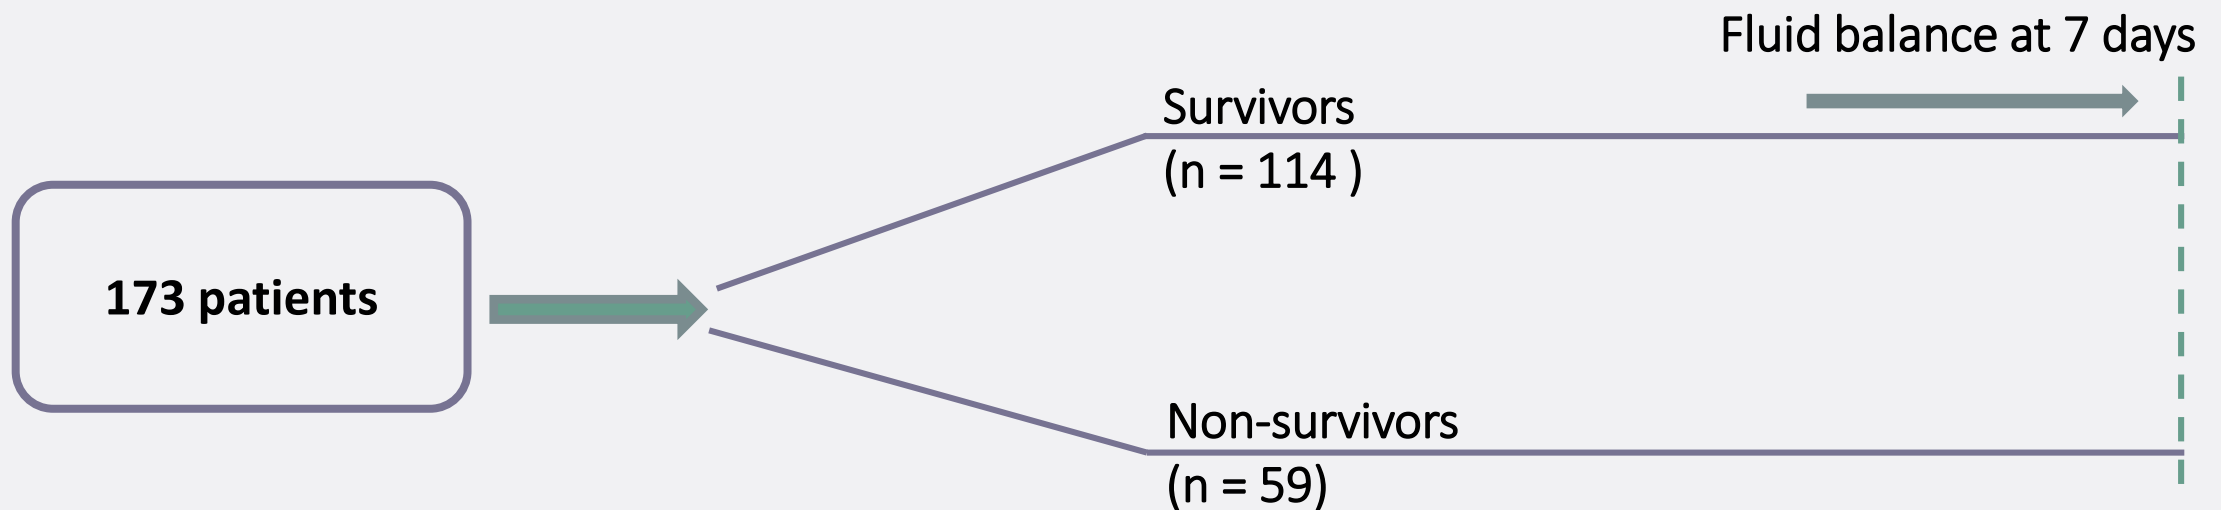 Fluid balance at 7 days
Survivors
(n = 114 )
173 patients
Non-survivors
(n = 59)